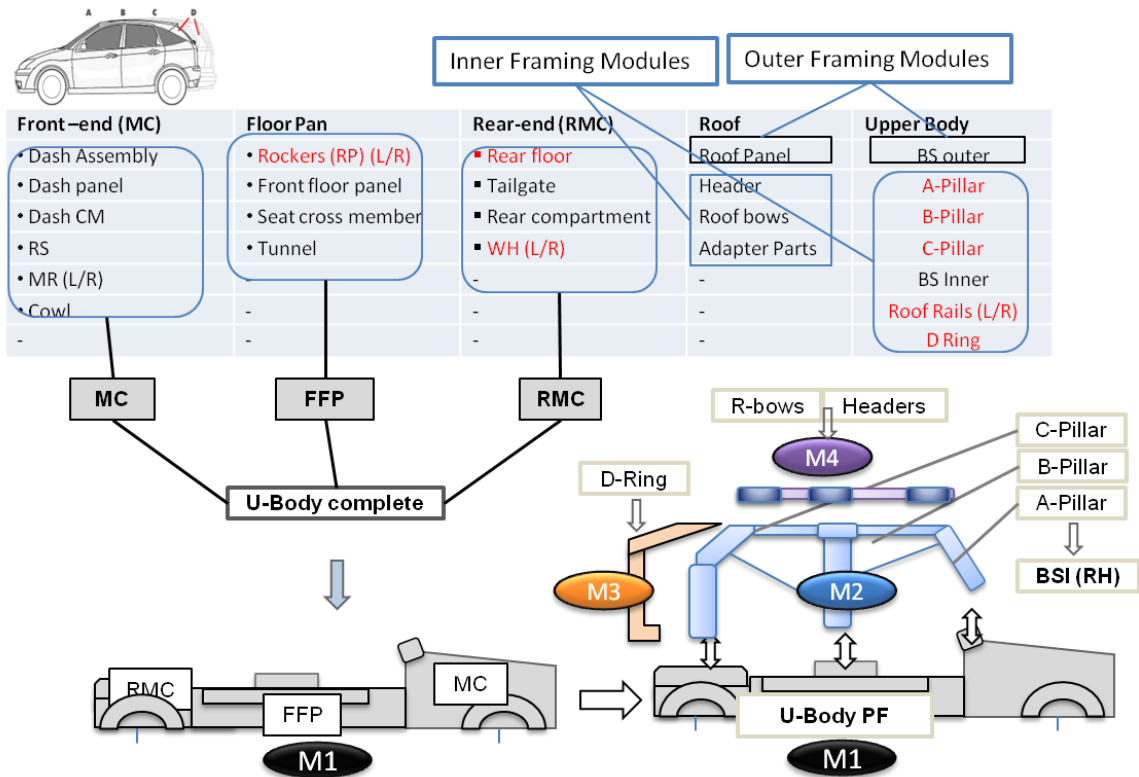 A B C D
Inner Framing Modules
Outer Framing Modules
Front –end (MC) Floor Pan Rear-end (RMC) Roof Upper Body
• Dash Assembly • Rockers (RP) (L/R) ▪ Rear floor Roof Panel BS outer
• Dash panel • Front floor panel ▪ Tailgate Header A-Pillar
• Dash CM • Seat cross member ▪ Rear compartment Roof bows B-Pillar
• RS • Tunnel ▪ WH (L/R) Adapter Parts C-Pillar
• MR (L/R) - - - BS Inner
• Cowl - - - Roof Rails (L/R)
- - - - D Ring
MC FFP RMC
U-Body complete
R-bows Headers
M4
C-Pillar
B-Pillar
A-Pillar
D-Ring
BSI (RH)
M3
M2
RMC
FFP
MC
M1
U-Body PF
M1